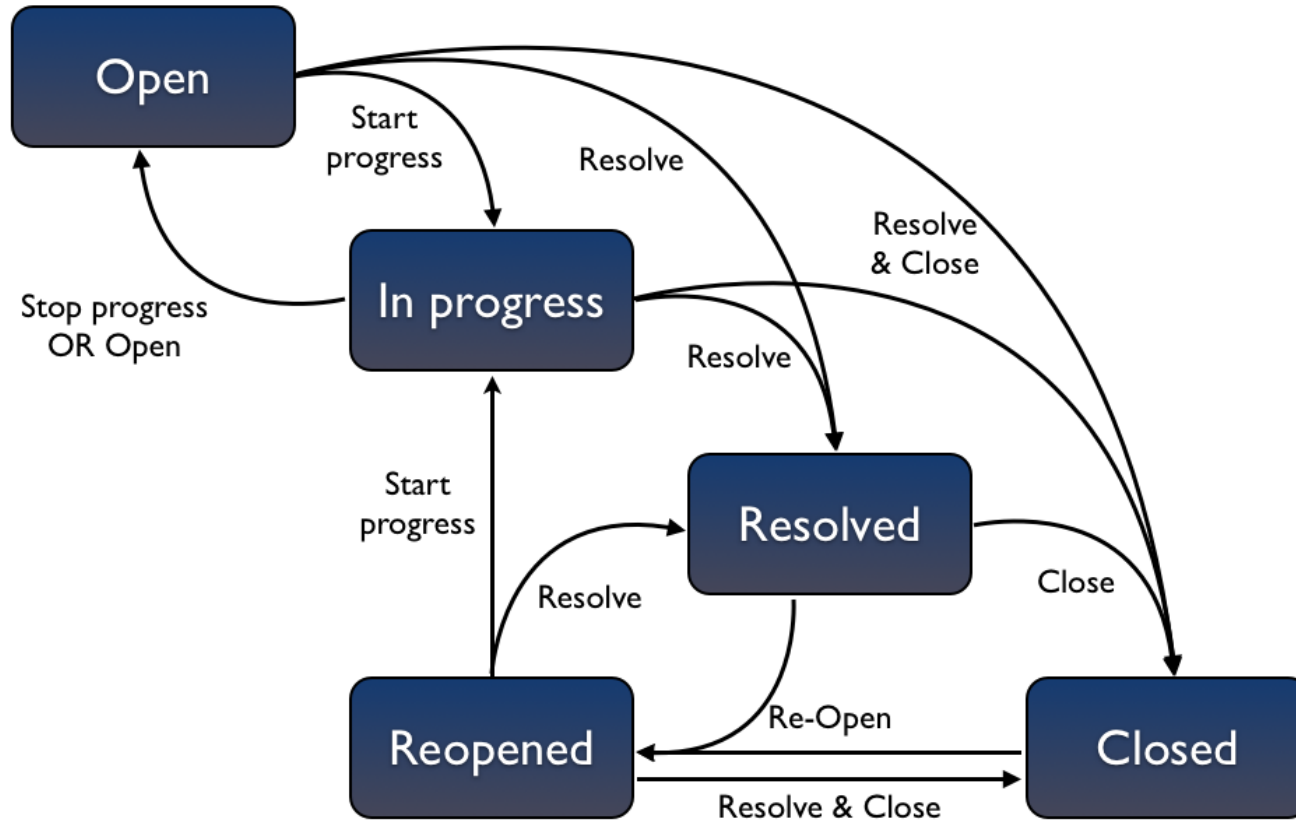 Open
Start
progress
Resolve
Resolve
& Close
Stop progress
OR Open
In progress
Resolve
Start
progress
Resolved
Resolve
Close
Re-Open
Reopened
Closed
Resolve & Close